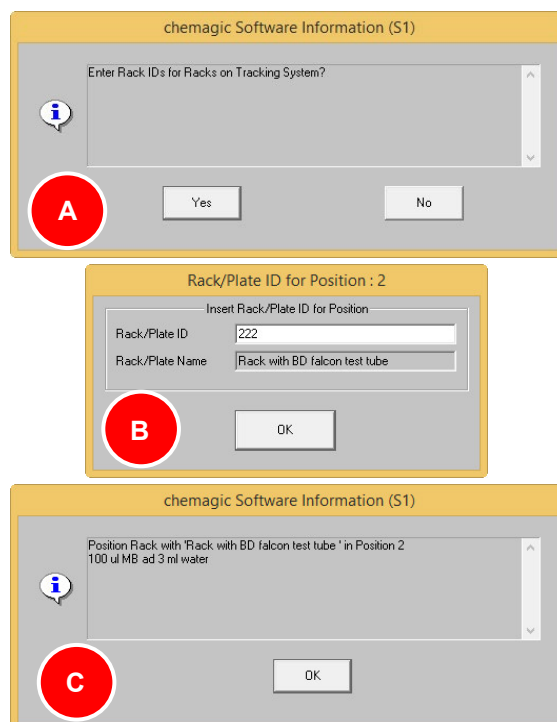 chemagic Software Information (S1)
Enter Rack IDs for Racks on Tracking System?
Yes
No
A
Rack/Plate ID for Position : 2
Insert Rack/Plate ID for Position
Rack/Plate ID
222
Rack/Plate Name
Rack with BD falcon test tube
OK
B
chemagic Software Information (S1)
Position Rack with 'Rack with BD falcon test tube ' in Position 2
100 ul MB ad 3 ml water
OK
C